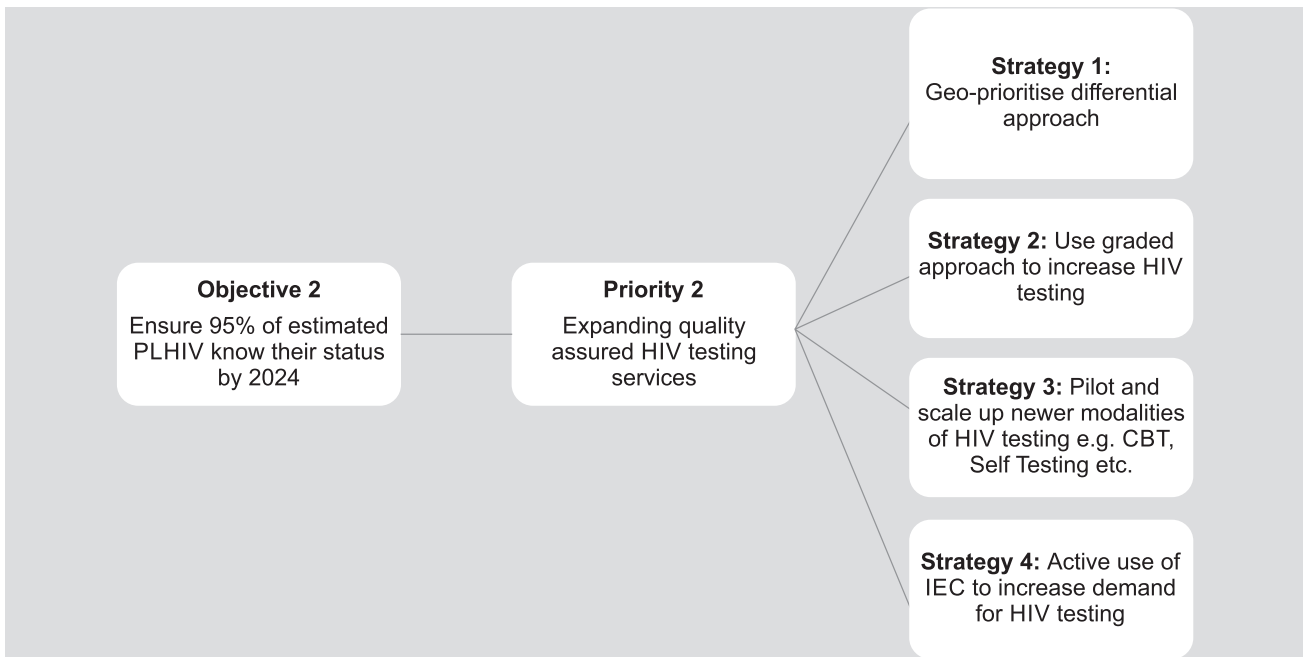 Objective 2
Ensure 95% of estimated
PLHIV know their status
by 2024
Priority 2
Expanding quality
assured HIV testing
services
Strategy 1:
Geo-prioritise differential
approach
Strategy 2: Use graded
approach to increase HIV
testing
Strategy 3: Pilot and
scale up newer modalities
of HIV testing e.g. CBT,
Self Testing etc.
Strategy 4: Active use of
IEC to increase demand
for HIV testing